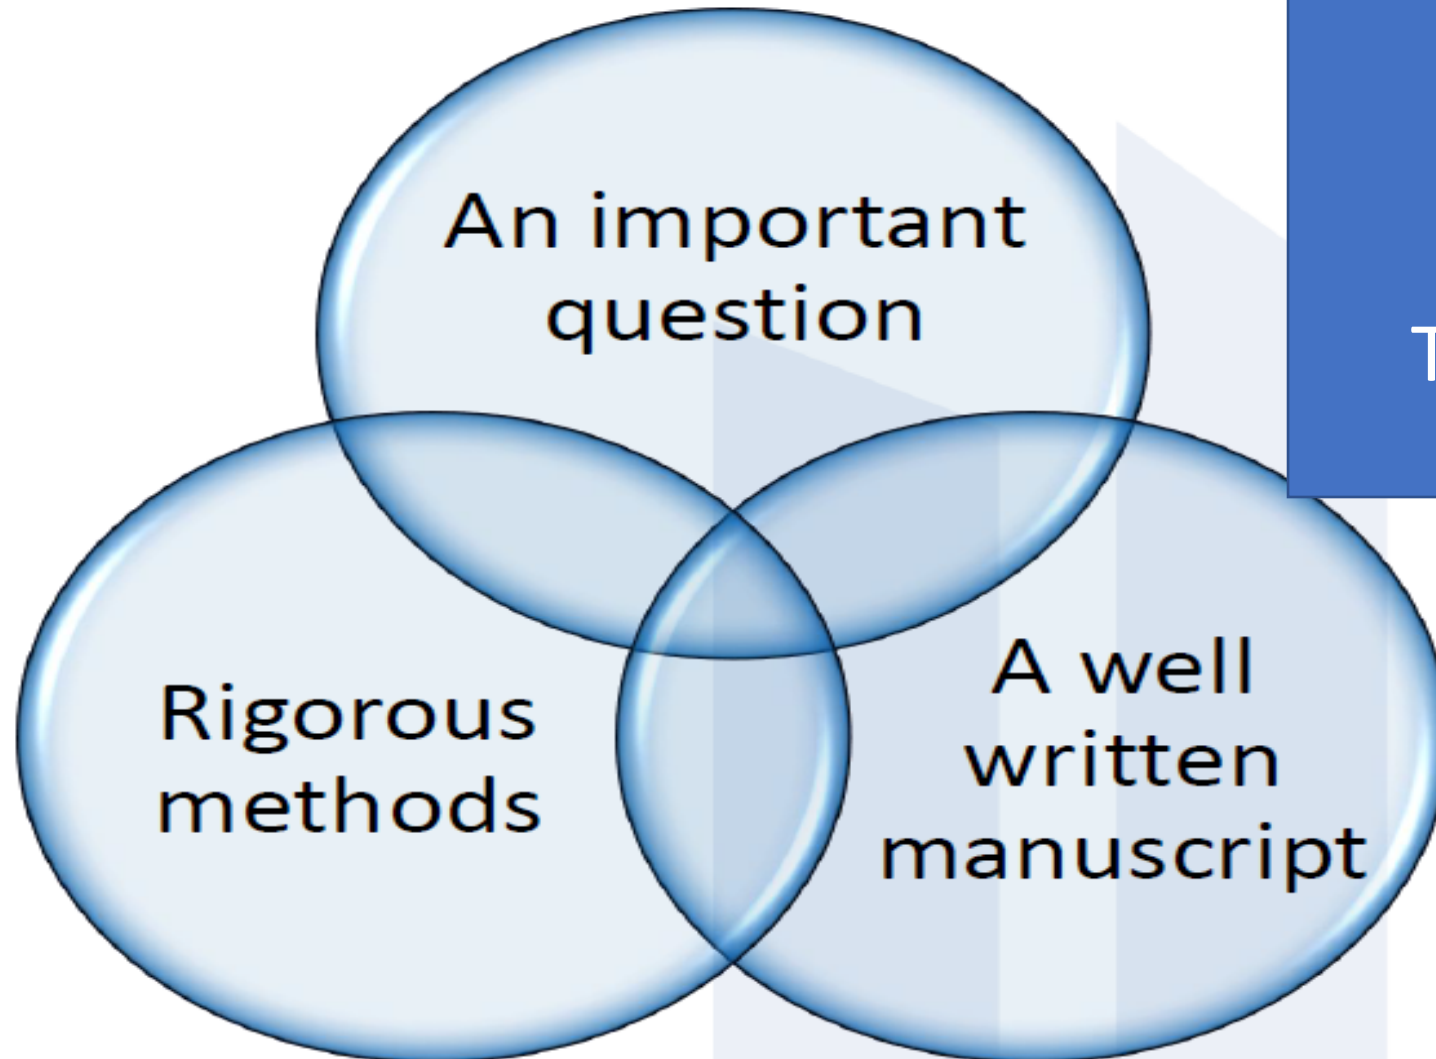 An important
question
T
Rigorous
methods
A well
written
manuscript